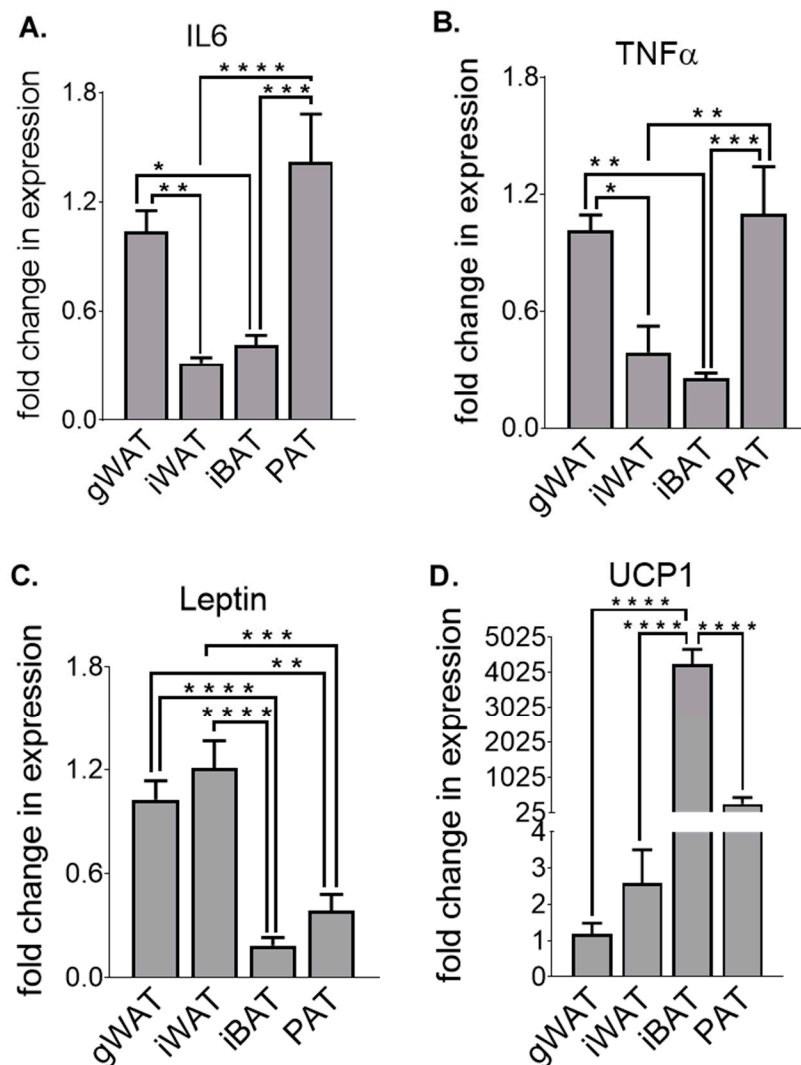 A.
IL6
fold change in expression
1.8
1.2
0.6
0.0
* * * *
* * *
*
* *
gWAT
iWAT
iBAT
PAT
B.
TNFα
fold change in expression
1.8
1.2
0.6
0.0
* *
* * *
* *
*
gWAT
iWAT
iBAT
PAT
C.
Leptin
fold change in expression
1.8
1.2
0.6
0.0
* * *
* *
* * * *
* * * *
gWAT
iWAT
iBAT
PAT
D.
UCP1
fold change in expression
5025
4025
3025
2025
1025
25
4
3
2
1
0
* * * *
* * * *
* * * *
gWAT
iWAT
iBAT
PAT